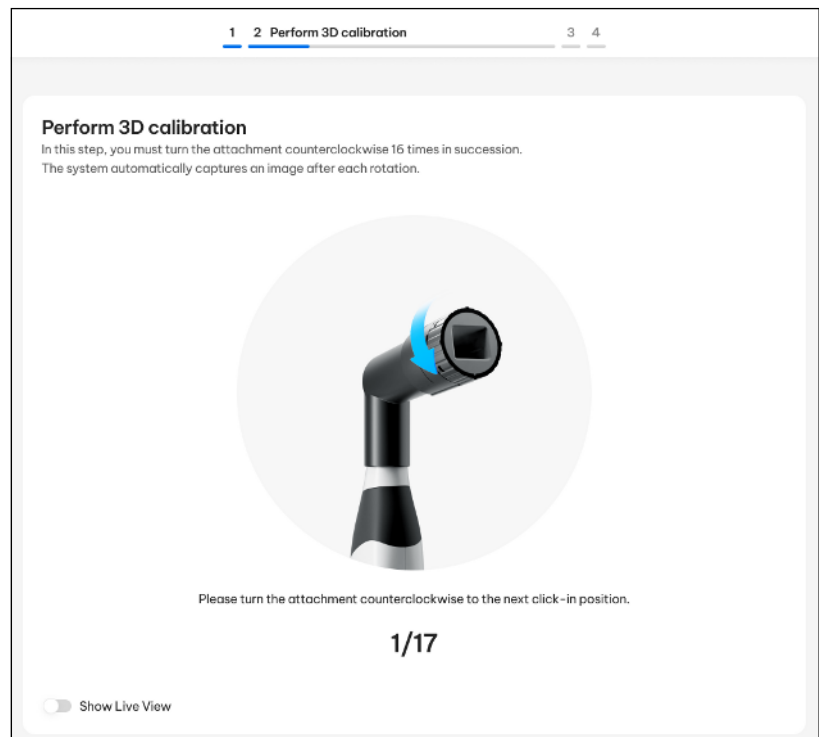 1 2 Perform 3D calibration 3 4
Perform 3D calibration
In this step, you must turn the attachment counterclockwise 16 times in succession.
The system automatically captures an image after each rotation.
Please turn the attachment counterclockwise to the next click-in position.
1/17
Show Live View